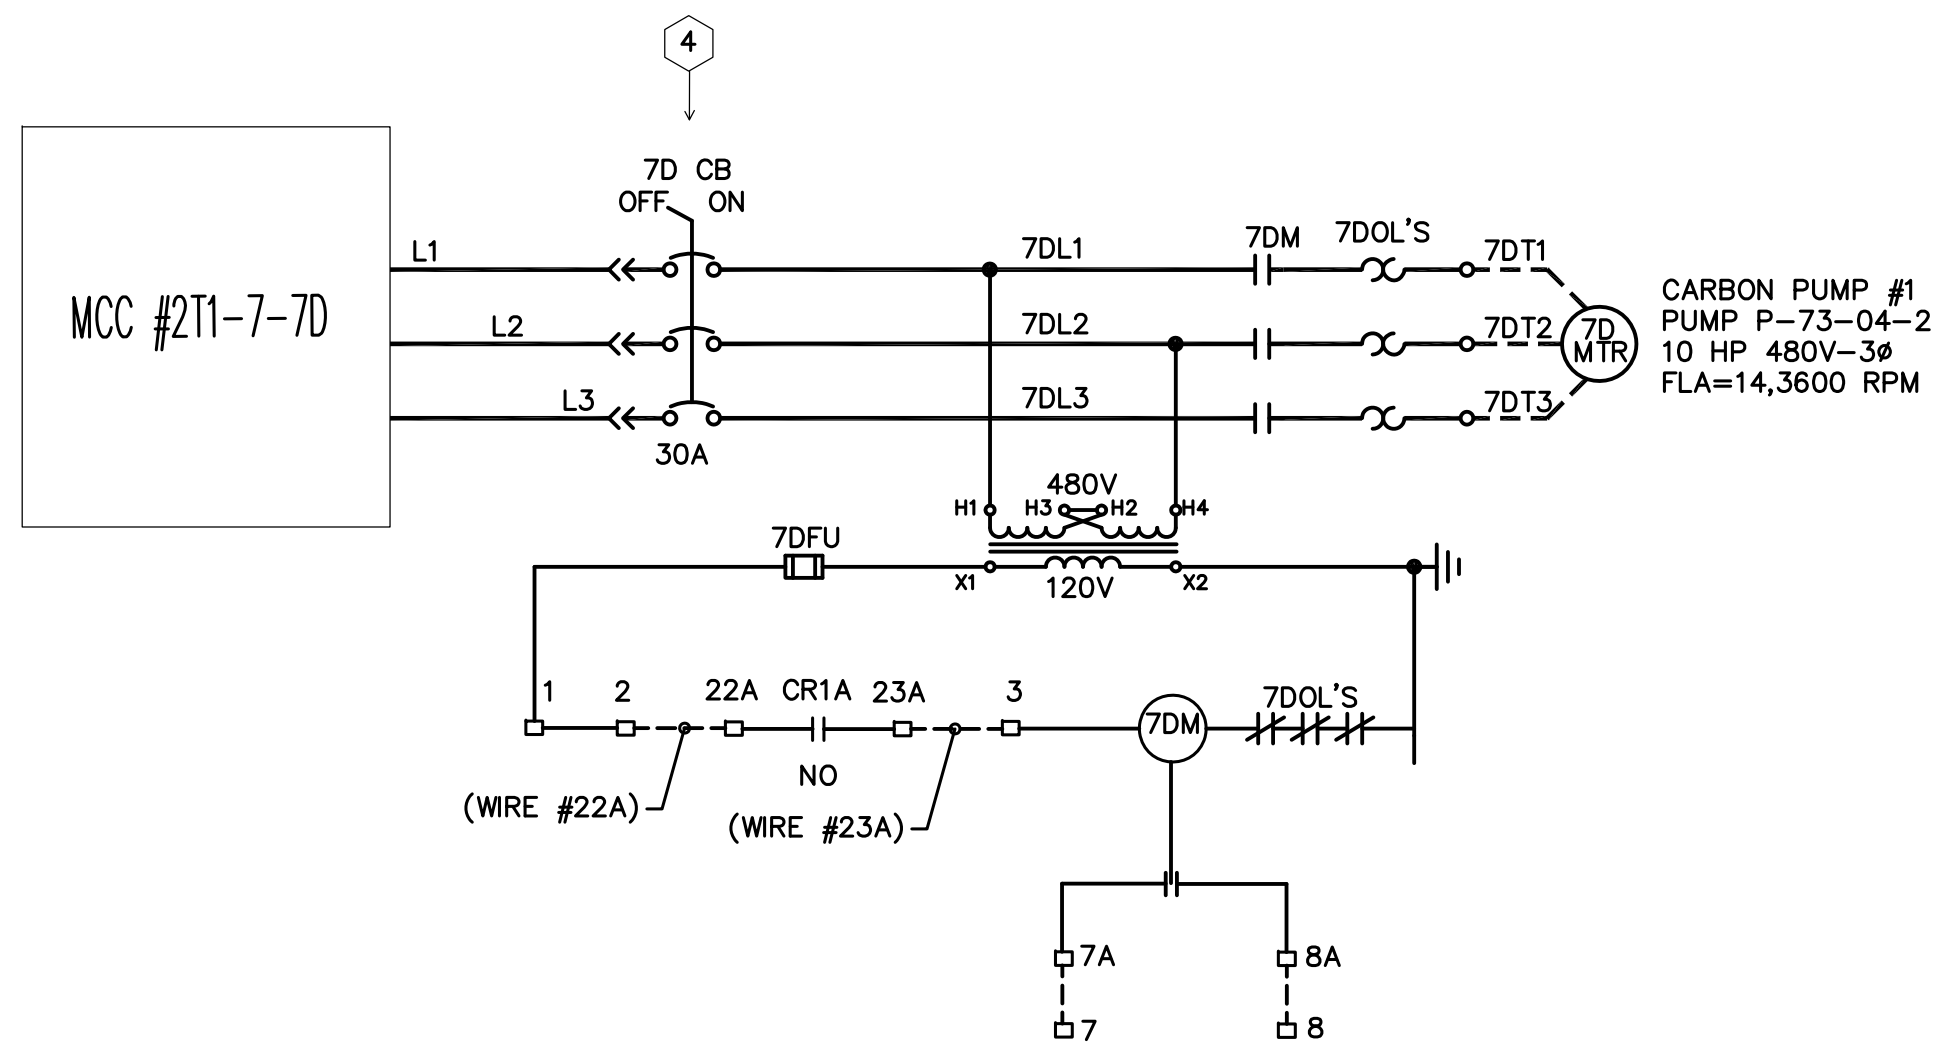 4
7D CB
OFF ON
L1
7DL1
7DM
7DOL'S
7DT1
MCC #2T1-7-7D
L2
7DL2
7DT2
7D
MTR
CARBON PUMP #1
PUMP P-73-04-2
10 HP 480V-3ø
FLA=14,3600 RPM
L3
7DL3
7DT3
30A
480V
H1
H3
H2
H4
7DFU
X1
120V
X2
1
2
22A
CR1A
23A
3
7DM
7DOL'S
NO
(WIRE #22A)
(WIRE #23A)
7A
8A
7
8